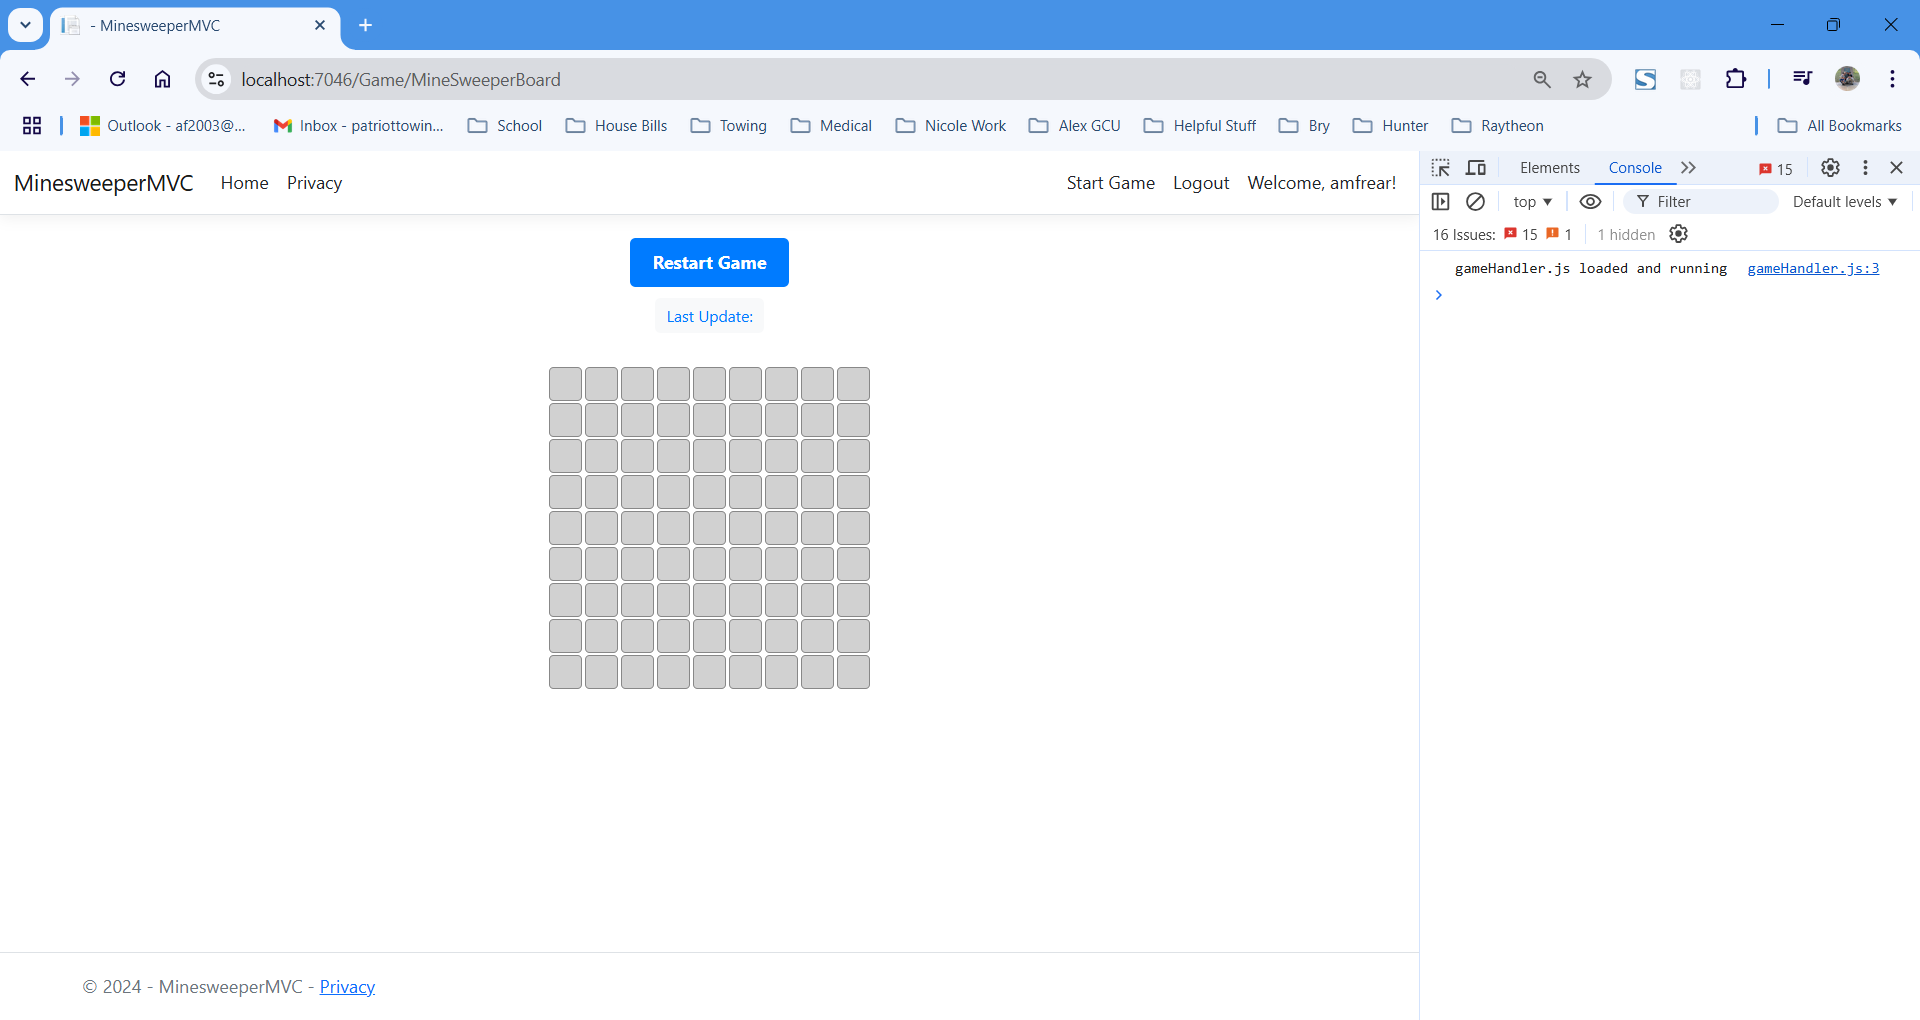 - MinesweeperMVC
localhost:7046/Game/MineSweeperBoard
Outlook - af2003@... Inbox - patriottowin... School House Bills Towing Medical Nicole Work Alex GCU Helpful Stuff Bry Hunter Raytheon All Bookmarks
MinesweeperMVC Home Privacy Start Game Logout Welcome, amfrear!
Restart Game
Last Update:
© 2024 - MinesweeperMVC - Privacy
Elements Console 15
top Filter Default levels
16 Issues: 15 1 1 hidden
gameHandler.js loaded and running gameHandler.js:3